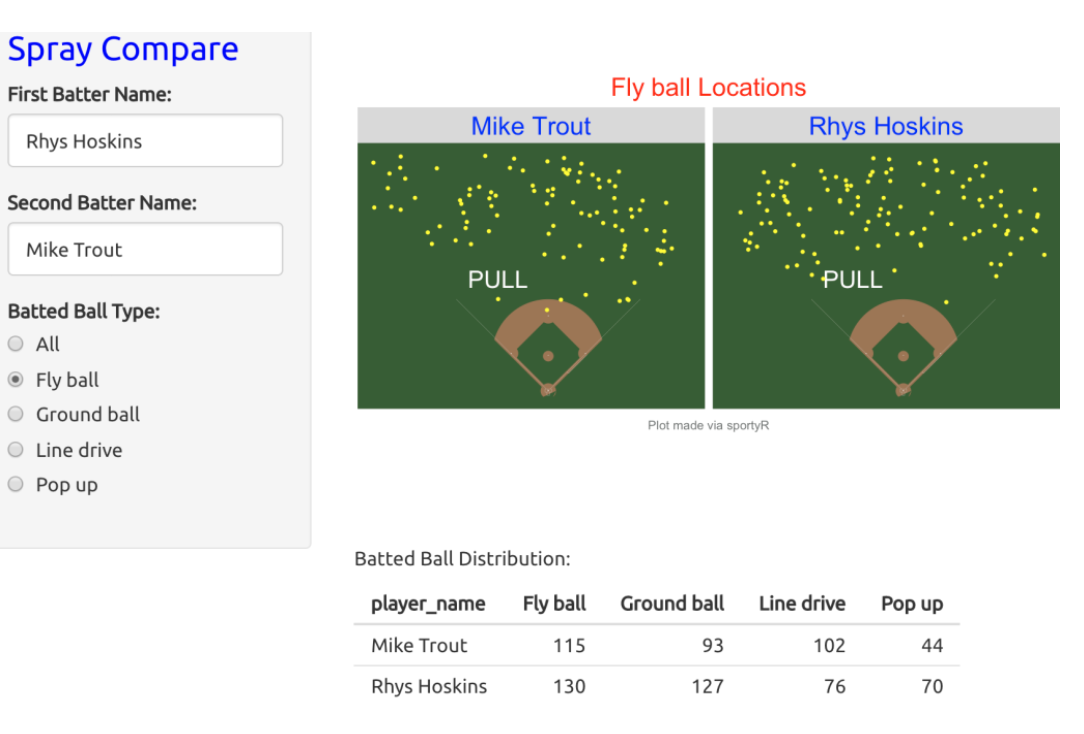 Spray Compare
First Batter Name:
Rhys Hoskins
Second Batter Name:
Mike Trout
Batted Ball Type:
All
Fly ball
Ground ball
Line drive
Pop up
Fly ball Locations
Mike Trout Rhys Hoskins
PULL PULL
Plot made via sportyR
Batted Ball Distribution:
player_name Fly ball Ground ball Line drive Pop up
Mike Trout 115 93 102 44
Rhys Hoskins 130 127 76 70